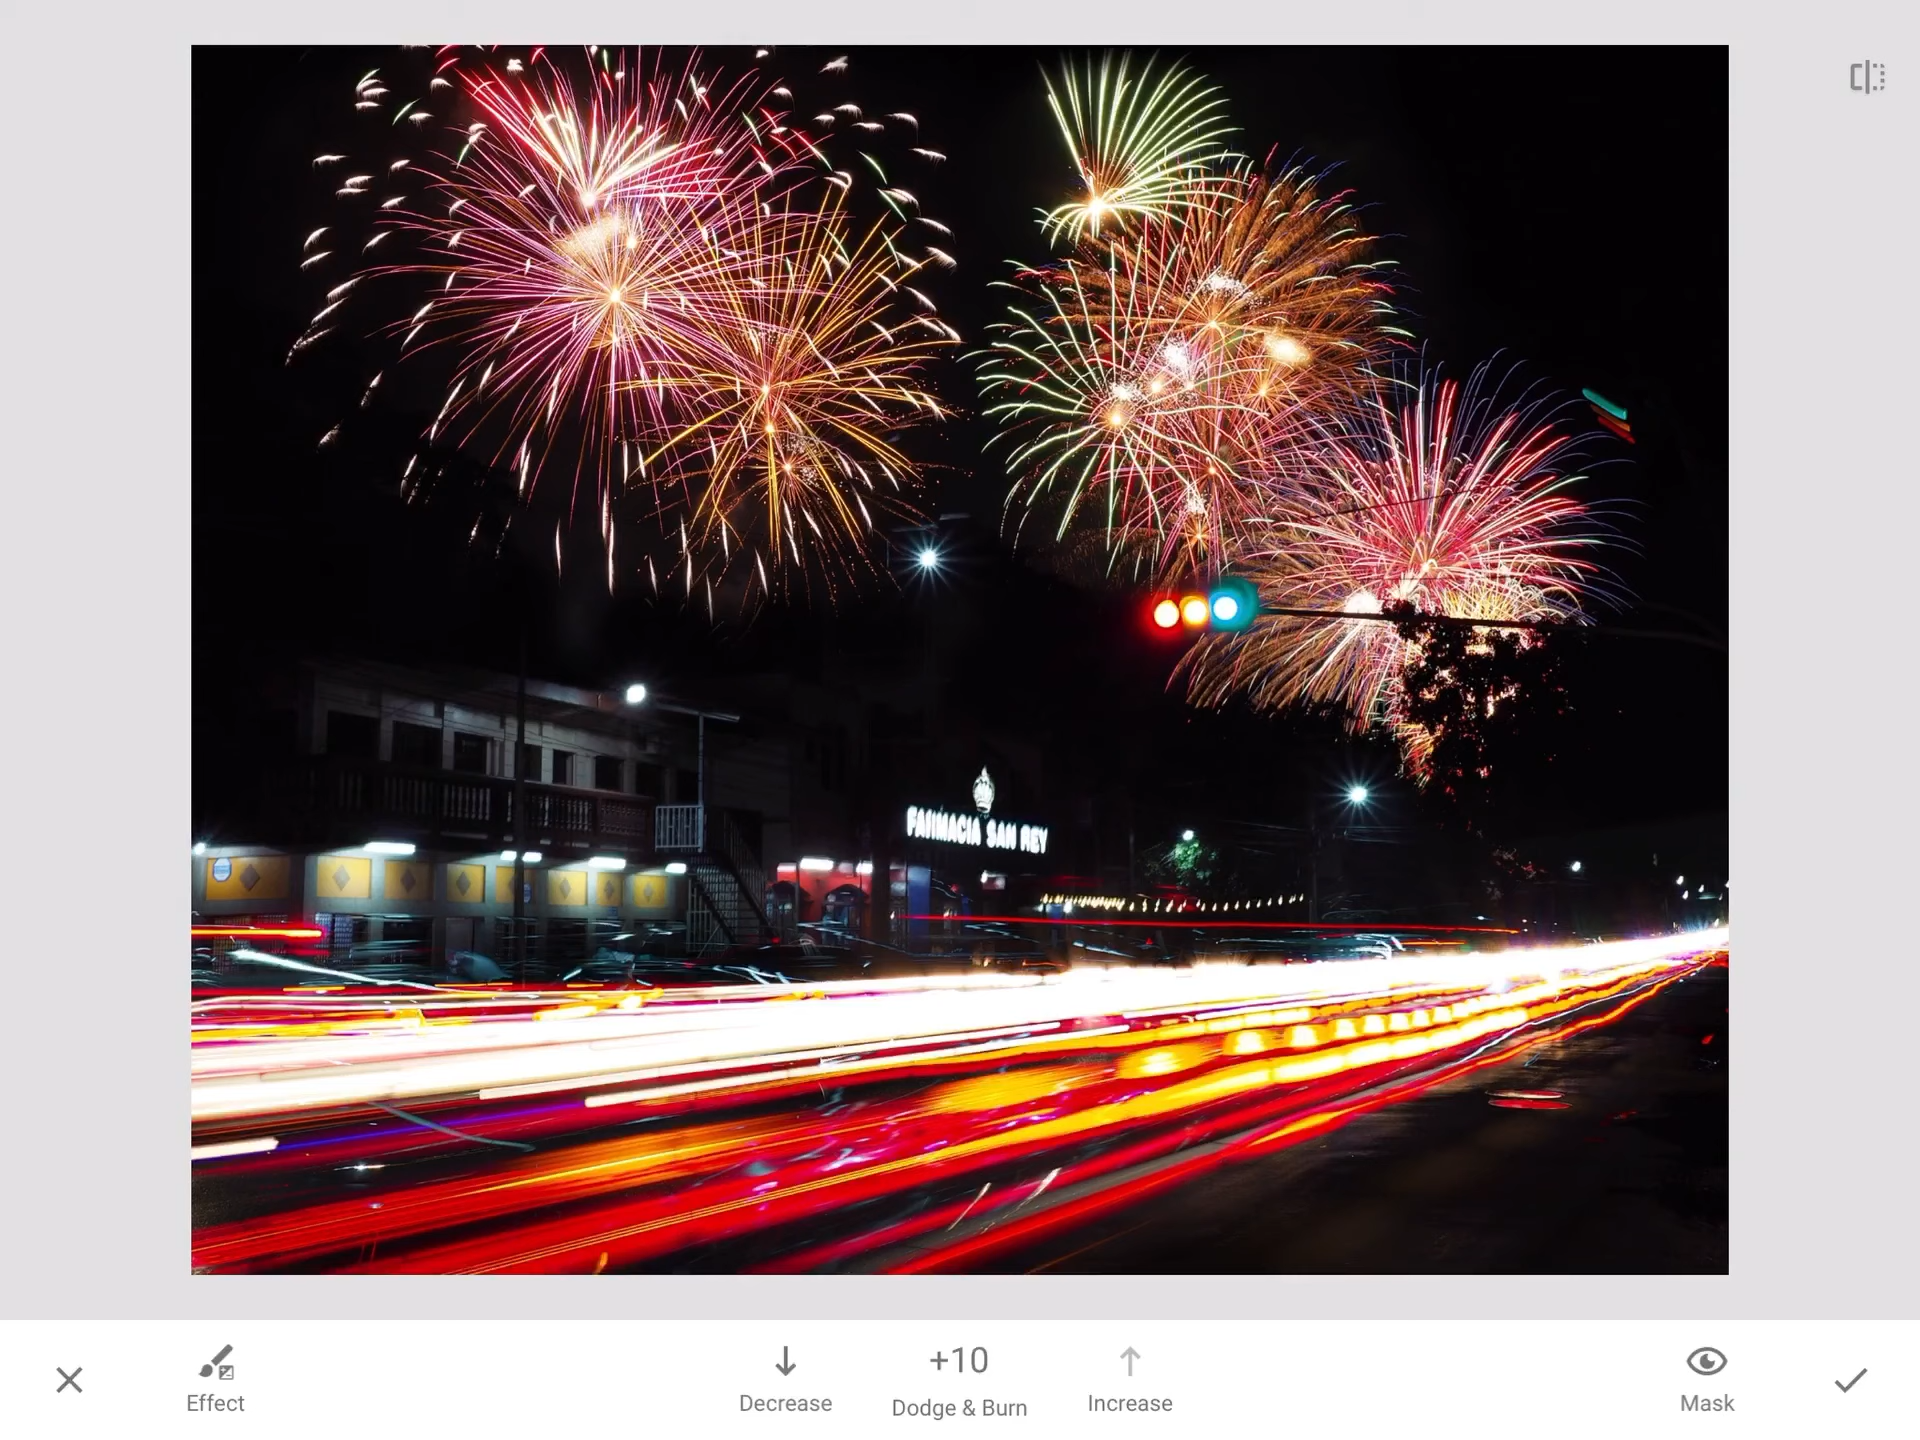 FARMACIA SAN REY
Effect
Decrease
+10
Dodge & Burn
Increase
Mask